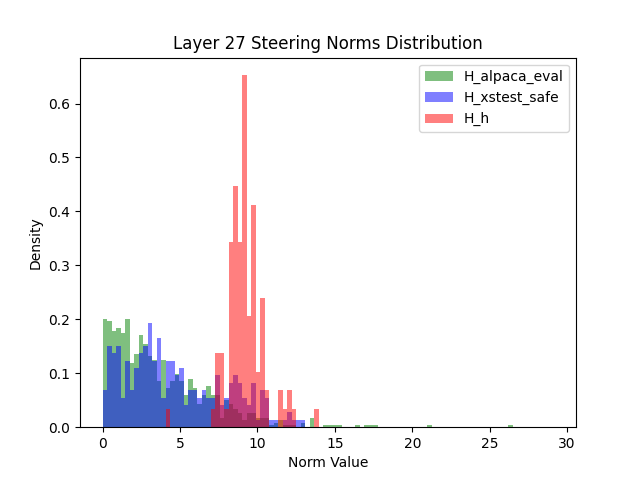 Layer 27 Steering Norms Distribution
H_alpaca_eval
H_xstest_safe
H_h
Density
0.6
0.5
0.4
0.3
0.2
0.1
0.0
0
5
10
15
20
25
30
Norm Value